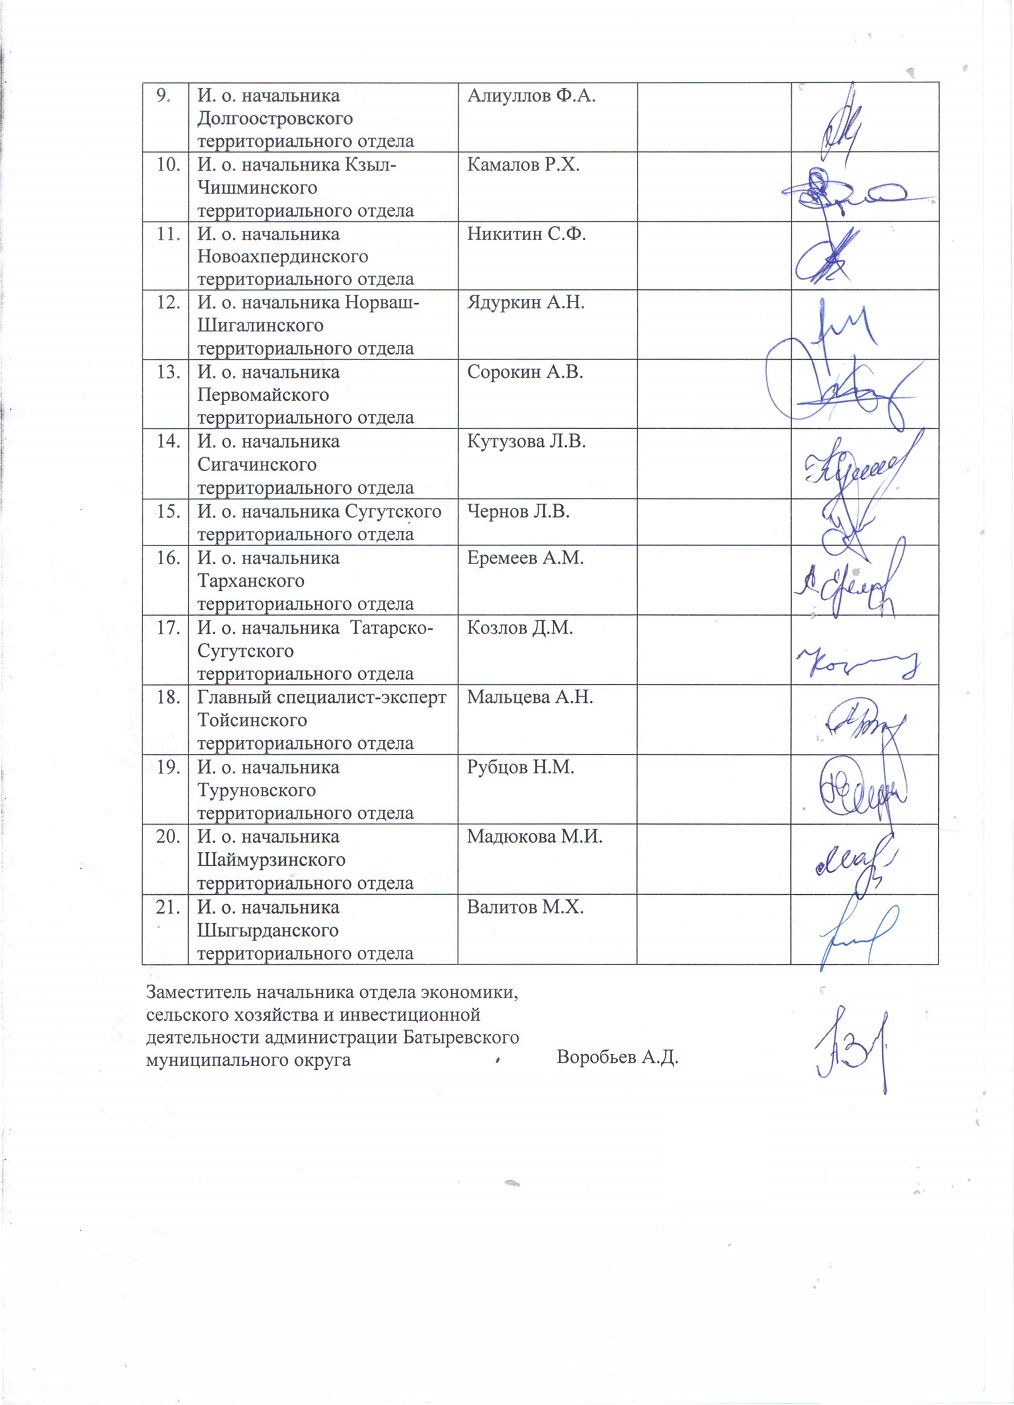 9. И. о. начальника Алиуллов Ф.А.
Долгоостровского
территориального отдела
10. И. о. начальника Кзыл- Камалов Р.Х.
Чишминского
территориального отдела
11. И. о. начальника Никитин С.Ф.
Новоахпердинского
территориального отдела
12. И. о. начальника Норваш- Ядуркин А.Н.
Шигалинского
территориального отдела
13. И. о. начальника Сорокин А.В.
Первомайского
территориального отдела
14. И. о. начальника Кутузова Л.В.
Сигачинского
территориального отдела
15. И. о. начальника Сугутского Чернов Л.В.
территориального отдела
16. И. о. начальника Еремеев А.М.
Тарханского
территориального отдела
17. И. о. начальника Татарско- Козлов Д.М.
Сугутского
территориального отдела
18. Главный специалист-эксперт Мальцева А.Н.
Тойсинского
территориального отдела
19. И. о. начальника Рубцов Н.М.
Туруновского
территориального отдела
20. И. о. начальника Мадюкова М.И.
Шаймурзинского
территориального отдела
21. И. о. начальника Валитов М.Х.
Шыгырданского
территориального отдела
Заместитель начальника отдела экономики,
сельского хозяйства и инвестиционной
деятельности администрации Батыревского
муниципального округа Воробьев А.Д.